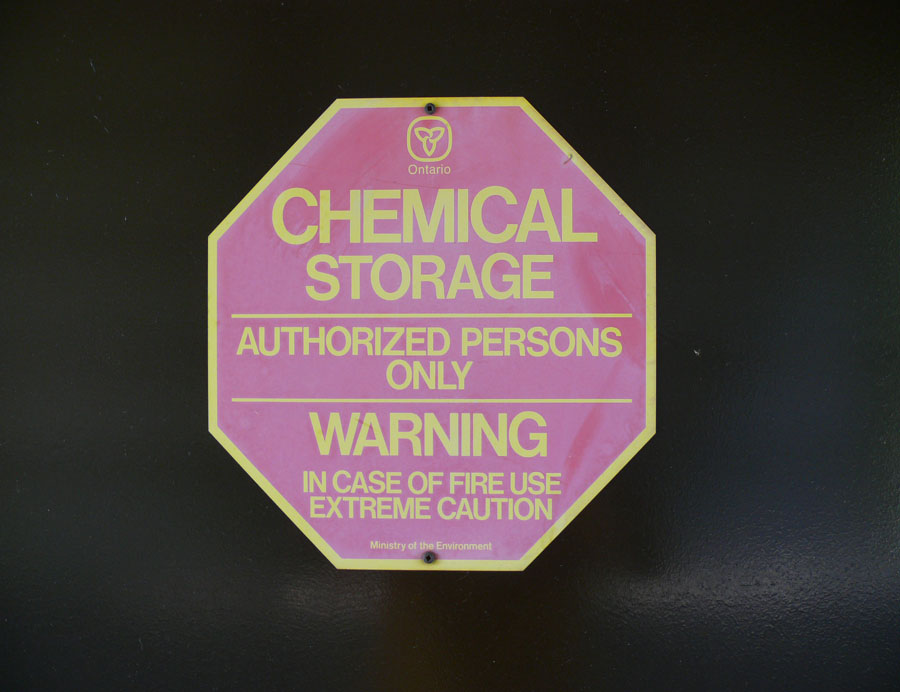 Ontario
CHEMICAL
STORAGE
AUTHORIZED PERSONS
ONLY
WARNING
IN CASE OF FIRE USE
EXTREME CAUTION
Ministry of the Environment